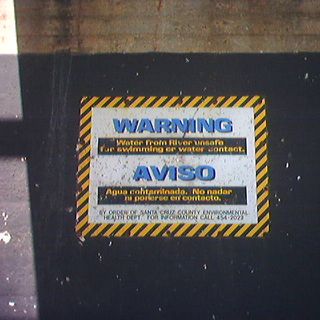 WARNING
Water from River unsafe
for swimming or water contact.
AVISO
Agua contaminada. No nadar
ni ponerse en contacto.
BY ORDER OF SANTA CRUZ COUNTY ENVIRONMENTAL
HEALTH DEPT. FOR INFORMATION CALL 454-2022